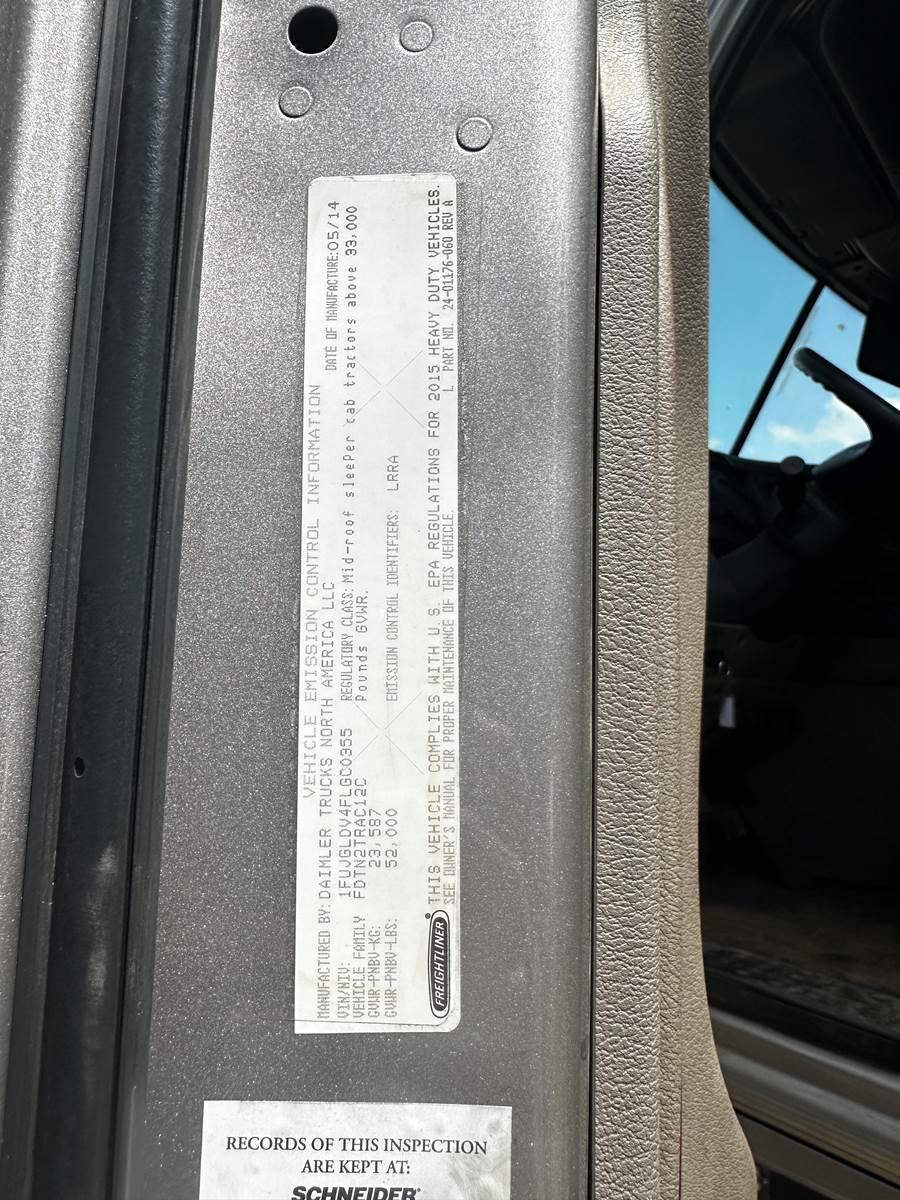 VEHICLE EMISSION CONTROL INFORMATION
MANUFACTURED BY: DAIMLER TRUCKS NORTH AMERICA LLC
DATE OF MANUFACTURE: 05/14
VIN/NIV: 1FUJGLDV4FLGC0355
REGULATORY CLASS: Mid-roof sleeper cab tractors above 33,000
Pounds GVWR.
VEHICLE FAMILY FDTN2TRAC12C
GVWR-PNBV-KG: 23,587
GVWR-PNBV-LBS: 52,000
EMISSION CONTROL IDENTIFIERS: LRRA
FREIGHTLINER®
THIS VEHICLE COMPLIES WITH U.S. EPA REGULATIONS FOR 2015 HEAVY DUTY VEHICLES.
SEE OWNER'S MANUAL FOR PROPER MAINTENANCE OF THIS VEHICLE.
L PART NO. 24-01176-060 REV A
RECORDS OF THIS INSPECTION
ARE KEPT AT:
SCHNEIDER